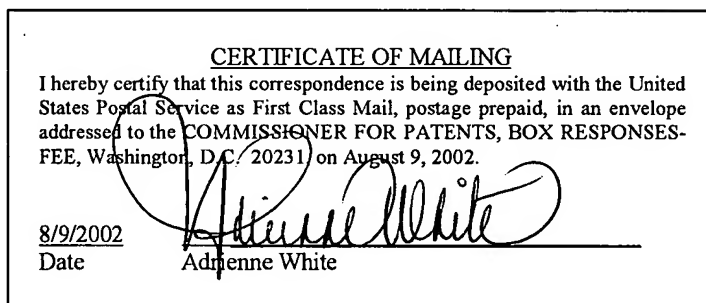 CERTIFICATE OF MAILING
I hereby certify that this correspondence is being deposited with the United
States Postal Service as First Class Mail, postage prepaid, in an envelope
addressed to the COMMISSIONER FOR PATENTS, BOX RESPONSES-
FEE, Washington, D.C. 20231 on August 9, 2002.
Adrienne White
8/9/2002
Date Adrienne White